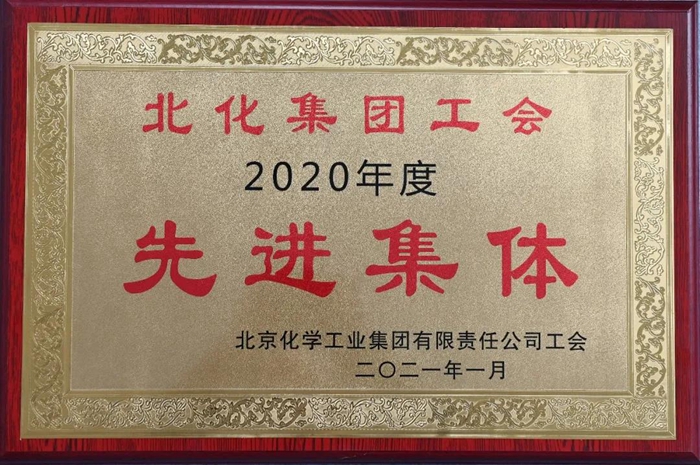 北化集团工会
2020年度
先进集体
北京化学工业集团有限责任公司工会
二〇二一年一月